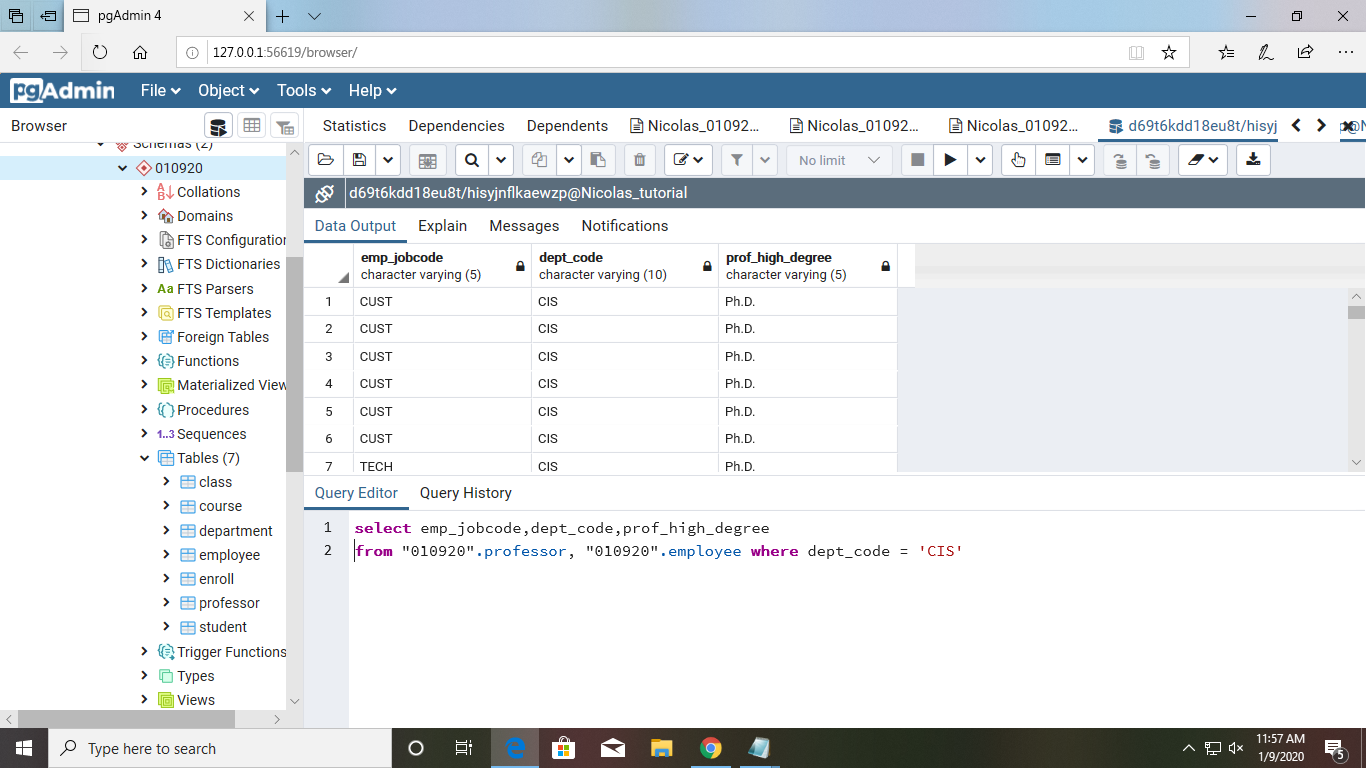 pgAdmin 4
127.0.0.1:56619/browser/
pgAdmin File Object Tools Help
Browser
Statistics Dependencies Dependents Nicolas_01092... Nicolas_01092... Nicolas_01092... d69t6kdd18eu8t/hisyj
No limit
d69t6kdd18eu8t/hisyjnflkaewzp@Nicolas_tutorial
Schemas (2)
010920
Collations
Domains
FTS Configuration
FTS Dictionaries
Aa FTS Parsers
FTS Templates
Foreign Tables
Functions
Materialized View
Procedures
1..3 Sequences
Tables (7)
class
course
department
employee
enroll
professor
student
Trigger Functions
Types
Views
Data Output Explain Messages Notifications
emp_jobcode dept_code prof_high_degree
character varying (5) character varying (10) character varying (5)
1 CUST CIS Ph.D.
2 CUST CIS Ph.D.
3 CUST CIS Ph.D.
4 CUST CIS Ph.D.
5 CUST CIS Ph.D.
6 CUST CIS Ph.D.
7 TECH CIS Ph.D.
Query Editor Query History
1 select emp_jobcode,dept_code,prof_high_degree
2 from "010920".professor, "010920".employee where dept_code = 'CIS'
Type here to search
11:57 AM
1/9/2020
5